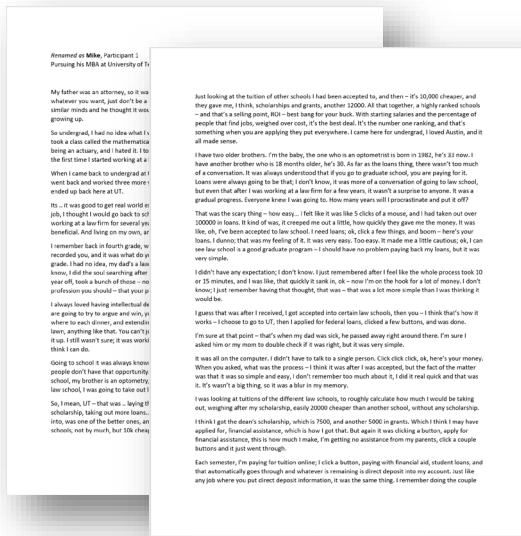 Renamed as Mike, Participant 1
Pursuing his MBA at University of Te
My father was an attorney, so it wa
whatever you want, just don't be a
similar minds and he thought it wou
growing up.
So undergrad, I had no idea what I w
took a class called the mathematica
being an actuary, and I hated it. I to
the first time I started working at a
When I came back to undergrad at t
went back and worked three more
ended up back here at UT.
Its .. it was good to get real world e
job, I thought I would go back to sch
working at a law firm for several ye
beneficial. And living on my own, ar
I remember back in fourth grade, w
recorded you, and it was what do yo
grade. I had no idea, my dad's a law
know, I did the soul searching after
year off, took a bunch of those – no
profession you should – that your p
I always loved having intellectual de
are going to try to argue and win, y
where to each dinner, and extendin
lawn, anything like that. You can't p
it up. I still wasn't sure; it was worki
think I can do.
Going to school it was always know
people don't have that opportunity
school, my brother is an optometry,
law school, I was going to take out l
So, I mean, UT – that was .. laying th
scholarship, taking out more loans..
into, was one of the better ones, an
schools, not by much, but 10k cheap
Just looking at the tuition of other schools I had been accepted to, and then – it's 10,000 cheaper, and
they gave me, I think, scholarships and grants, another 12000. All that together, a highly ranked schools
– and that's a selling point, ROI – best bang for your buck. With starting salaries and the percentage of
people that find jobs, weighed over cost, it's the best deal. It's the number one ranking, and that's
something when you are applying they put everywhere. I came here for undergrad, I loved Austin, and it
all made sense.
I have two older brothers. I'm the baby, the one who is an optometrist is born in 1982, he's 33 now. I
have another brother who is 18 months older, he's 30. As far as the loans thing, there wasn't too much
of a conversation. It was always understood that if you go to graduate school, you are paying for it.
Loans were always going to be that; I don't know, it was more of a conversation of going to law school,
but even that after I was working at a law firm for a few years, it wasn't a surprise to anyone. It was a
gradual progress. Everyone knew I was going to. How many years will I procrastinate and put it off?
That was the scary thing – how easy... i felt like it was like 5 clicks of a mouse, and I had taken out over
100000 in loans. It kind of was, it creeped me out a little, how quickly they gave me the money. It was
like, oh, I've been accepted to law school. I need loans; ok, click a few things, and boom – here's your
loans. I dunno; that was my feeling of it. It was very easy. Too easy. It made me a little cautious; ok, I can
see law school is a good graduate program – I should have no problem paying back my loans, but it was
very simple.
I didn't have any expectation; I don't know. I just remembered after I feel like the whole process took 10
or 15 minutes, and I was like, that quickly it sank in, ok – now I'm on the hook for a lot of money. I don't
know; I just remember having that thought, that was – that was a lot more simple than I was thinking it
would be.
I guess that was after I received, I got accepted into certain law schools, then you – I think that's how it
works – I choose to go to UT, then I applied for federal loans, clicked a few buttons, and was done.
I'm sure at that point – that's when my dad was sick, he passed away right around there. I'm sure I
asked him or my mom to double check if it was right, but it was very simple.
It was all on the computer. I didn't have to talk to a single person. Click click click, ok, here's your money.
When you asked, what was the process – I think it was after I was accepted, but the fact of the matter
was that it was so simple and easy, I don't remember too much about it, I did it real quick and that was
it. It's wasn't a big thing, so it was a blur in my memory.
I was looking at tuitions of the different law schools, to roughly calculate how much I would be taking
out, weighing after my scholarship, easily 20000 cheaper than another school, without any scholarship.
I think I got the dean's scholarship, which is 7500, and another 5000 in grants. Which I think I may have
applied for, financial assistance, which is how I got that. But again it was clicking a button, apply for
financial assistance, this is how much I make, I'm getting no assistance from my parents, click a couple
buttons and it just went through.
Each semester, I'm paying for tuition online; I click a button, paying with financial aid, student loans, and
that automatically goes through and whatever is remaining is direct deposit into my account. Just like
any job where you put direct deposit information, it was the same thing. I remember doing the couple